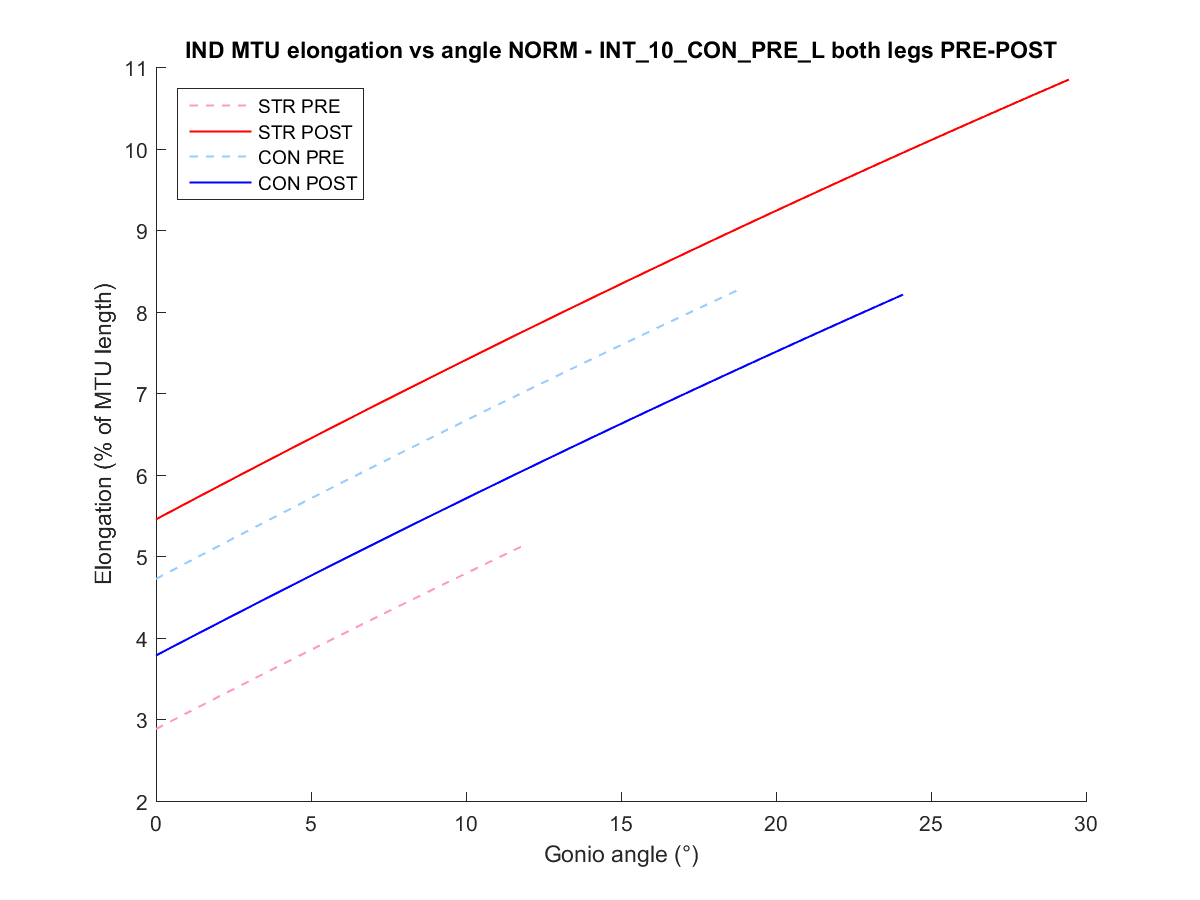 IND MTU elongation vs angle NORM - INT_10_CON_PRE_L both legs PRE-POST
STR PRE
STR POST
CON PRE
CON POST
Elongation (% of MTU length)
11
10
9
8
7
6
5
4
3
2
0 5 10 15 20 25 30
Gonio angle (°)